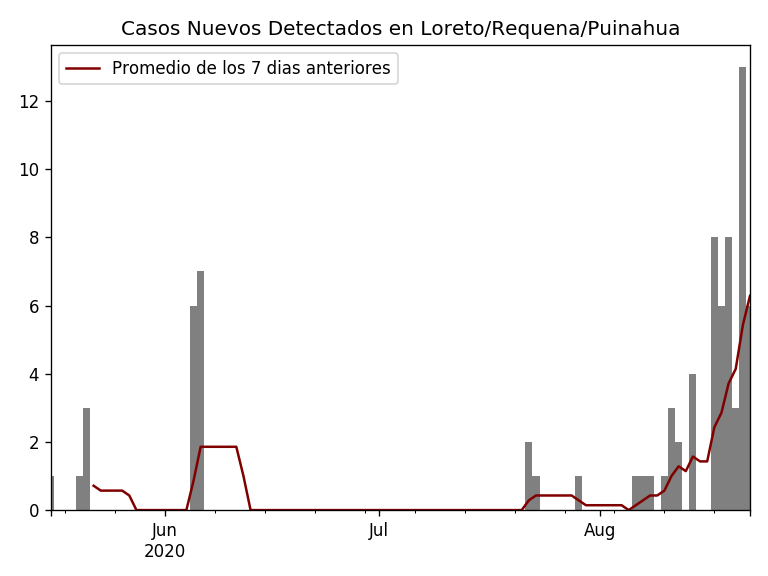 Casos Nuevos Detectados en Loreto/Requena/Puinahua
Promedio de los 7 dias anteriores
12
10
8
6
4
2
0
Jun
2020
Jul
Aug